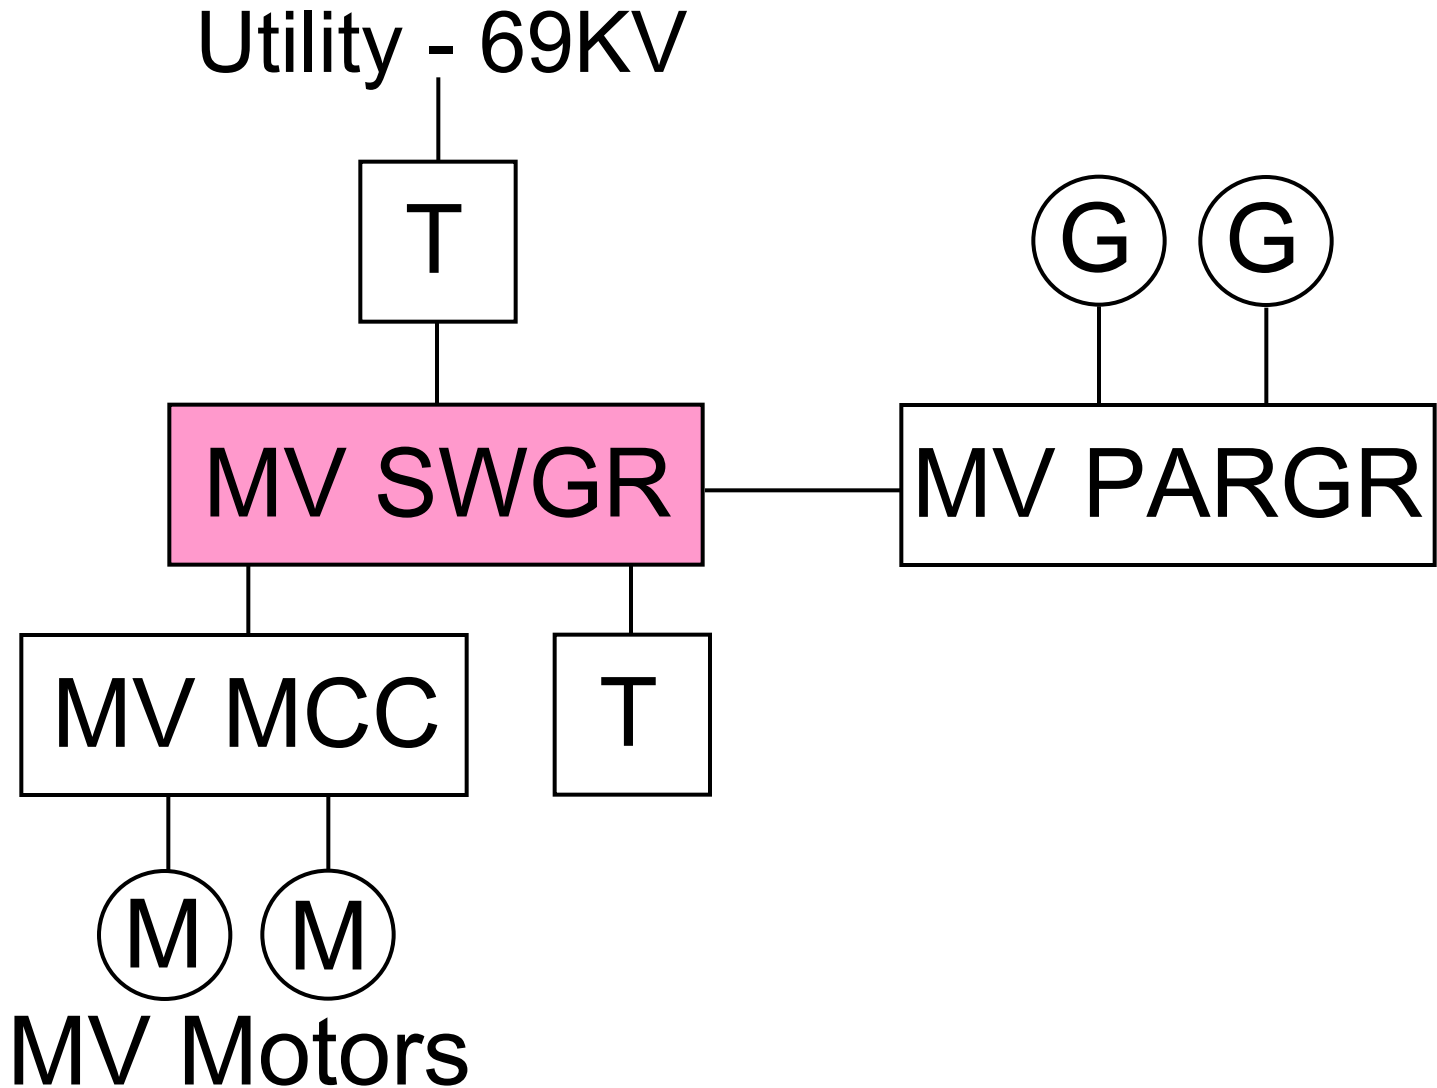 Utility - 69KV
T
G G
MV SWGR
MV PARGR
MV MCC
T
M M
MV Motors